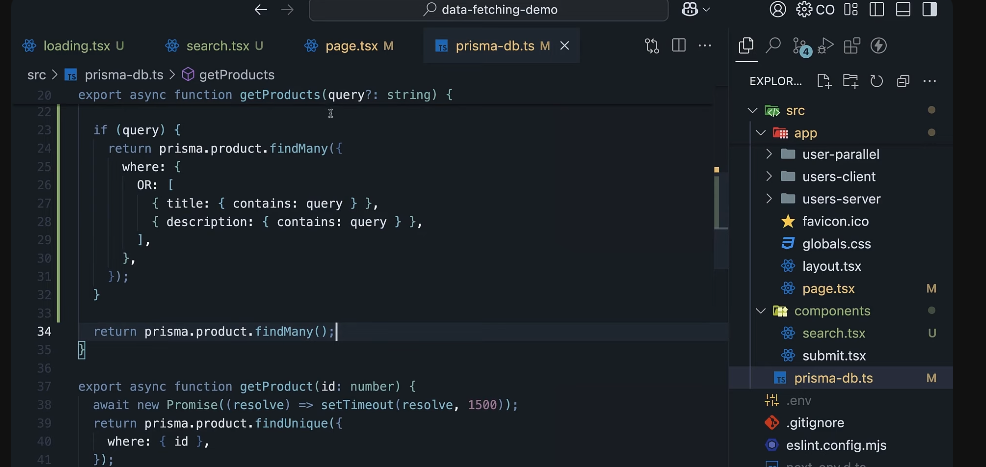 data-fetching-demo
CO
loading.tsx U
search.tsx U
page.tsx M
TS prisma-db.ts M
src > TS prisma-db.ts > getProducts
20 export async function getProducts(query?: string) {
22
23 if (query) {
24 return prisma.product.findMany({
25 where: {
26 OR: [
27 { title: { contains: query } },
28 { description: { contains: query } },
29 ],
30 },
31 });
32 }
33
34 return prisma.product.findMany();
35 }
36
37 export async function getProduct(id: number) {
38 await new Promise((resolve) => setTimeout(resolve, 1500));
39 return prisma.product.findUnique({
40 where: { id },
41 });
4
EXPLOR...
src
app
user-parallel
users-client
users-server
favicon.ico
globals.css
layout.tsx
page.tsx M
components
search.tsx U
submit.tsx
TS prisma-db.ts M
.env
.gitignore
eslint.config.mjs